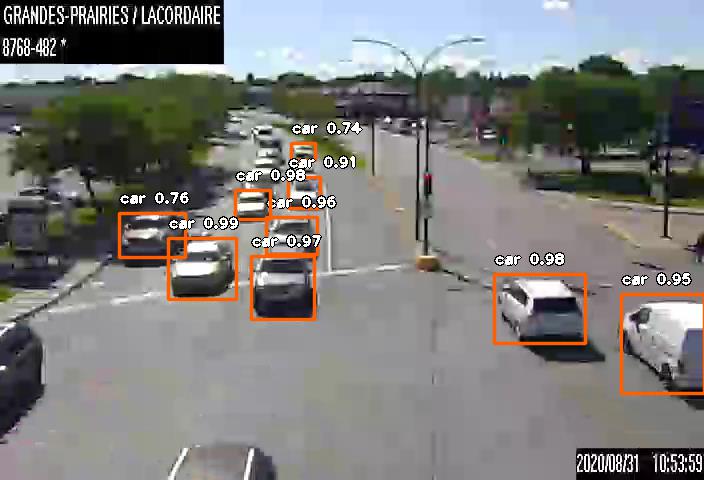 GRANDES-PRAIRIES / LACORDAIRE
8768-482 *
car 0.74
car 0.91
car 0.98
car 0.76
car 0.96
car 0.99
car 0.97
car 0.98
car 0.95
2020/08/31 10:53:59